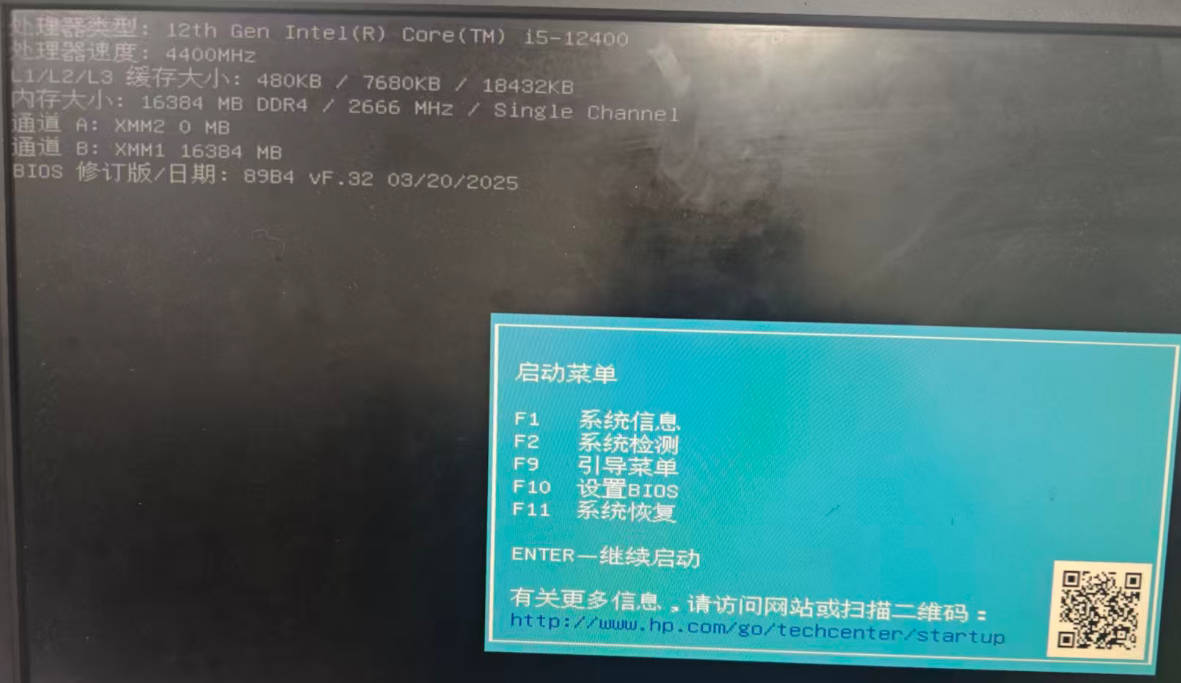 处理器类型: 12th Gen Intel(R) Core(TM) i5-12400
处理器速度: 4400MHz
L1/L2/L3 缓存大小: 480KB / 7680KB / 18432KB
内存大小: 16384 MB DDR4 / 2666 MHz / Single Channel
通道 A: XMM2 0 MB
通道 B: XMM1 16384 MB
BIOS 修订版/日期: 89B4 vF.32 03/20/2025
启动菜单
F1 系统信息
F2 系统检测
F9 引导菜单
F10 设置BIOS
F11 系统恢复
ENTER—继续启动
有关更多信息，请访问网站或扫描二维码：
http://www.hp.com/go/techcenter/startup